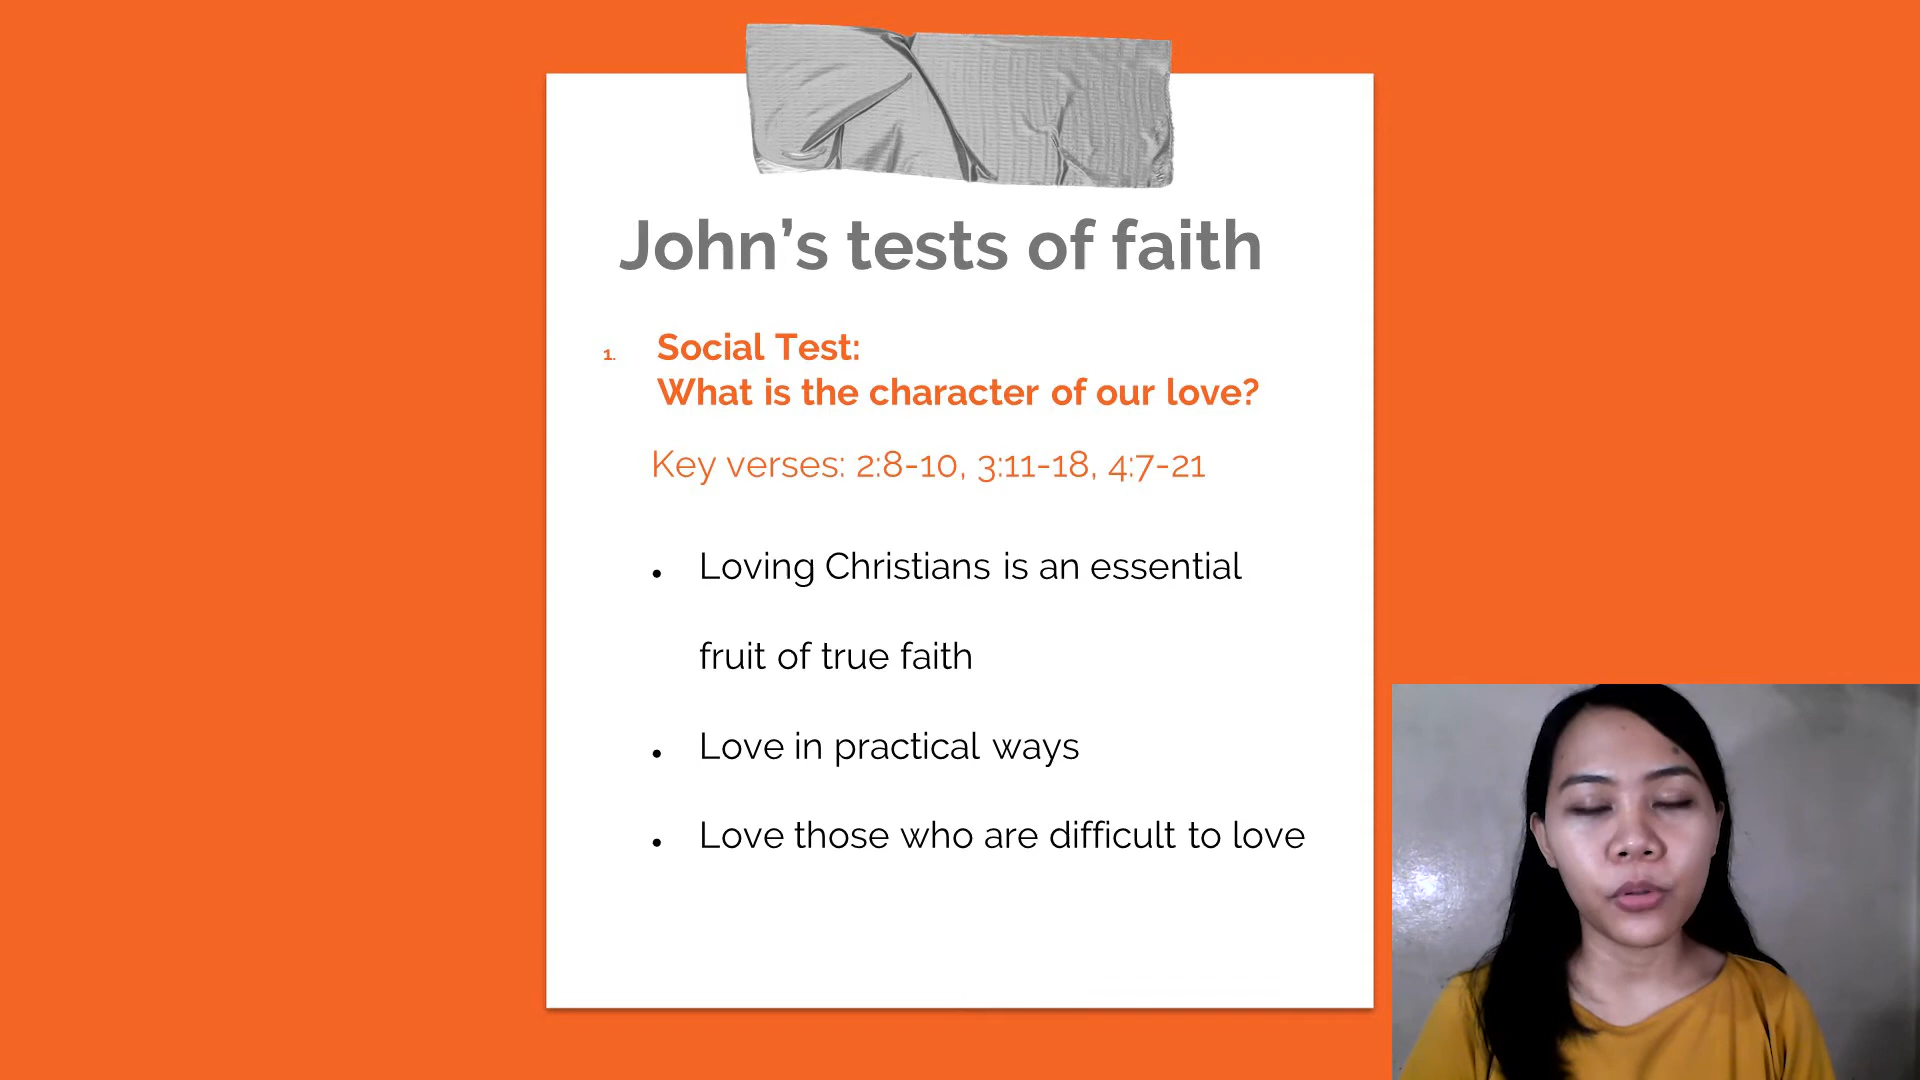 John’s tests of faith
1. Social Test:
What is the character of our love?
Key verses: 2:8-10, 3:11-18, 4:7-21
• Loving Christians is an essential
fruit of true faith
• Love in practical ways
• Love those who are difficult to love